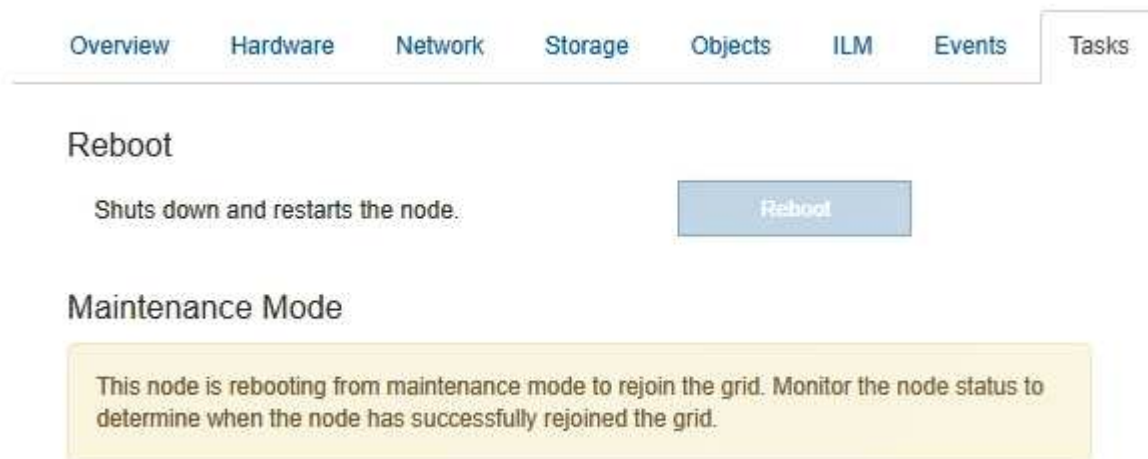 Overview Hardware Network Storage Objects ILM Events Tasks
Reboot
Shuts down and restarts the node. Reboot
Maintenance Mode
This node is rebooting from maintenance mode to rejoin the grid. Monitor the node status to
determine when the node has successfully rejoined the grid.